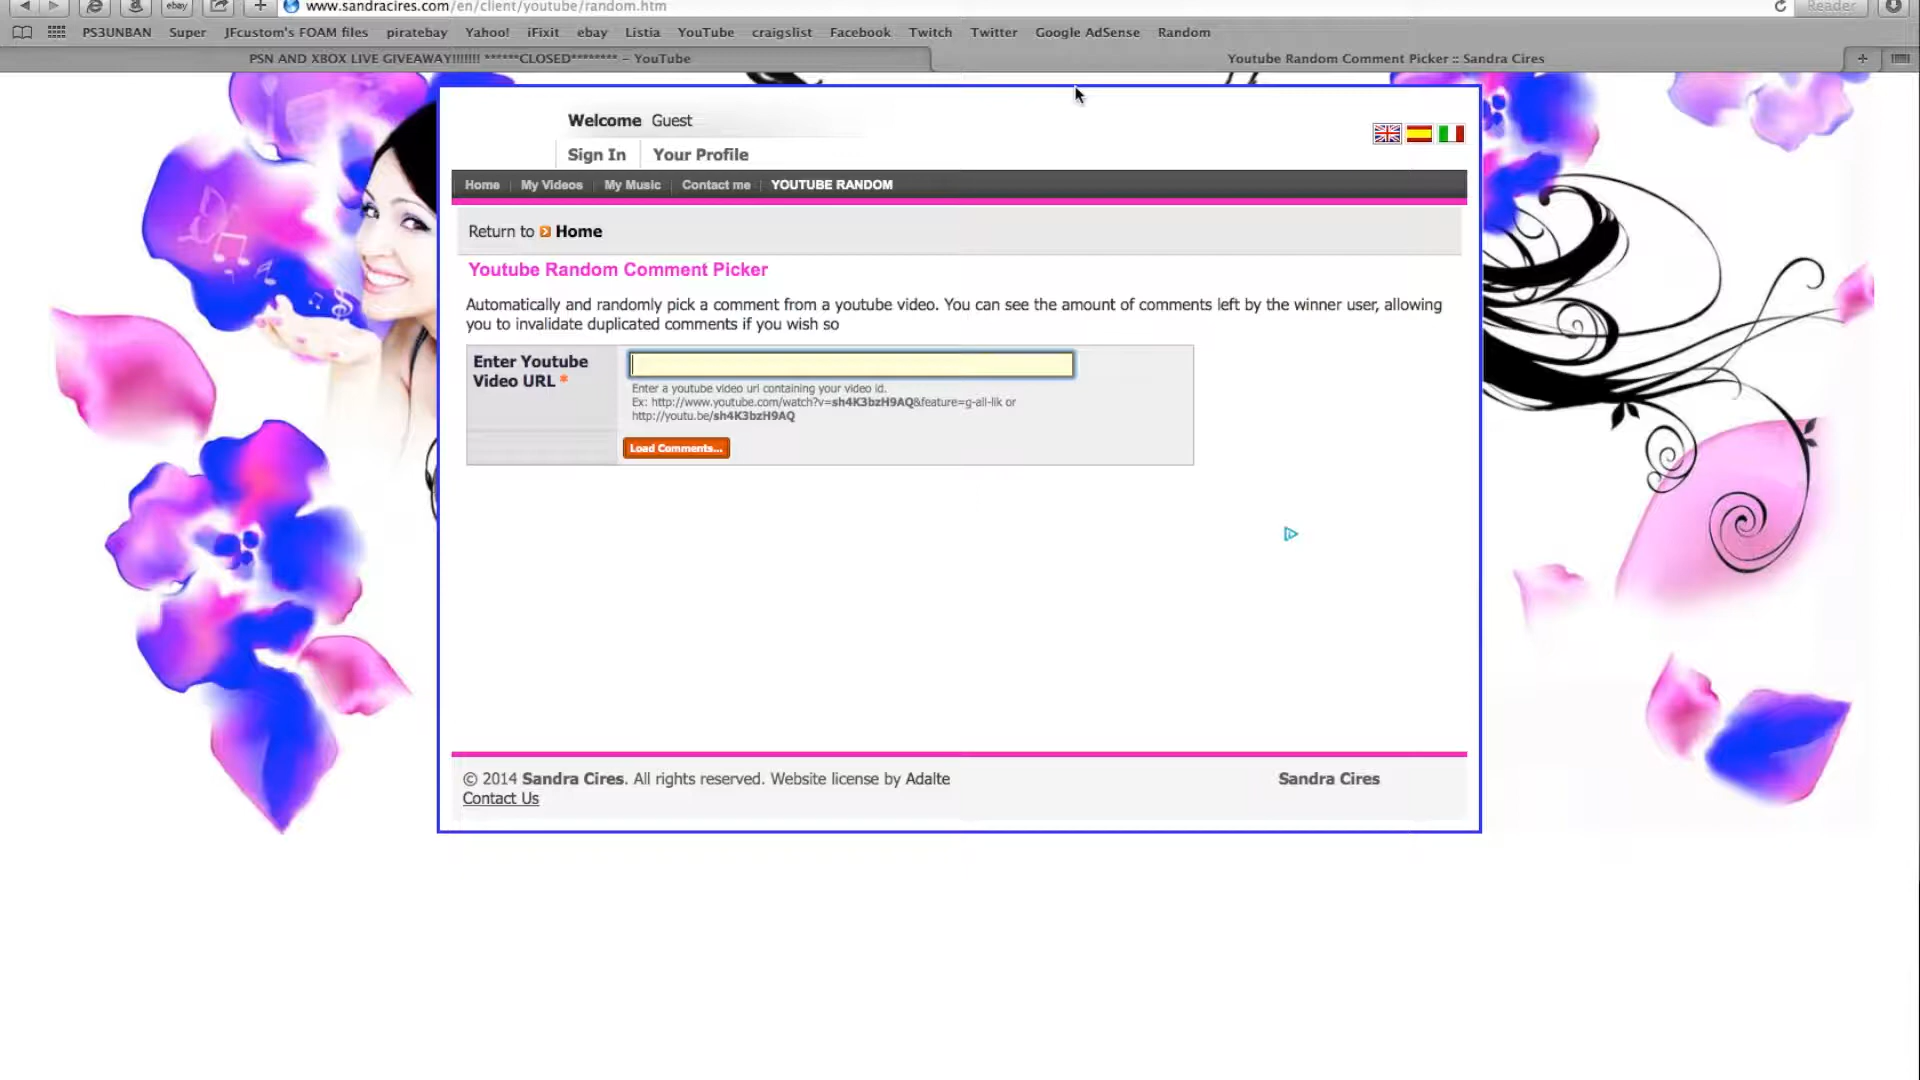 www.sandracires.com/en/client/youtube/random.htm
Reader
PS3UNBAN Super JFcustom's FOAM files piratebay Yahoo! iFixit ebay Listia YouTube craigslist Facebook Twitch Twitter Google AdSense Random
PSN AND XBOX LIVE GIVEAWAY!!!!!!! ******CLOSED******** – YouTube
Youtube Random Comment Picker :: Sandra Cires
Welcome Guest
Sign In Your Profile
Home My Videos My Music Contact me YOUTUBE RANDOM
Return to Home
Youtube Random Comment Picker
Automatically and randomly pick a comment from a youtube video. You can see the amount of comments left by the winner user, allowing
you to invalidate duplicated comments if you wish so
Enter Youtube
Video URL *
Enter a youtube video url containing your video id.
Ex: http://www.youtube.com/watch?v=sh4K3bzH9AQ&feature=g-all-lik or
http://youtu.be/sh4K3bzH9AQ
Load Comments...
© 2014 Sandra Cires. All rights reserved. Website license by Adalte
Sandra Cires
Contact Us